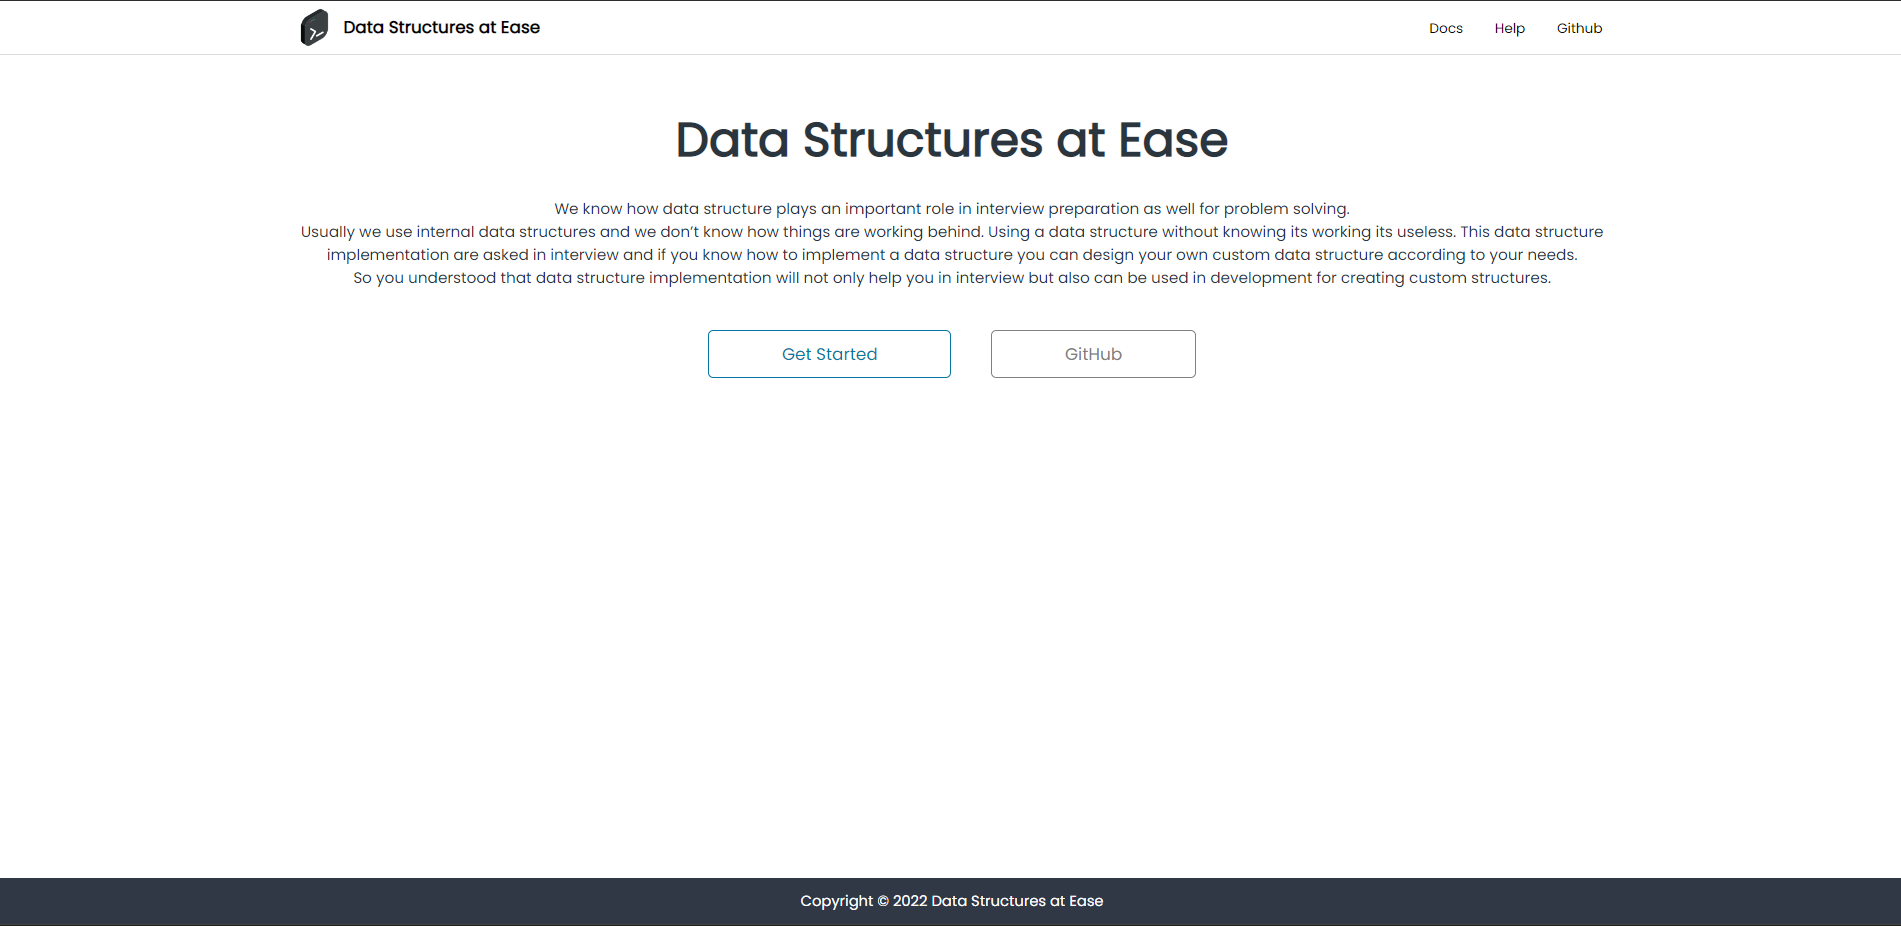 Data Structures at Ease
Docs
Help
Github
Data Structures at Ease
We know how data structure plays an important role in interview preparation as well for problem solving.
Usually we use internal data structures and we don’t know how things are working behind. Using a data structure without knowing its working its useless. This data structure
implementation are asked in interview and if you know how to implement a data structure you can design your own custom data structure according to your needs.
So you understood that data structure implementation will not only help you in interview but also can be used in development for creating custom structures.
Get Started
GitHub
Copyright © 2022 Data Structures at Ease